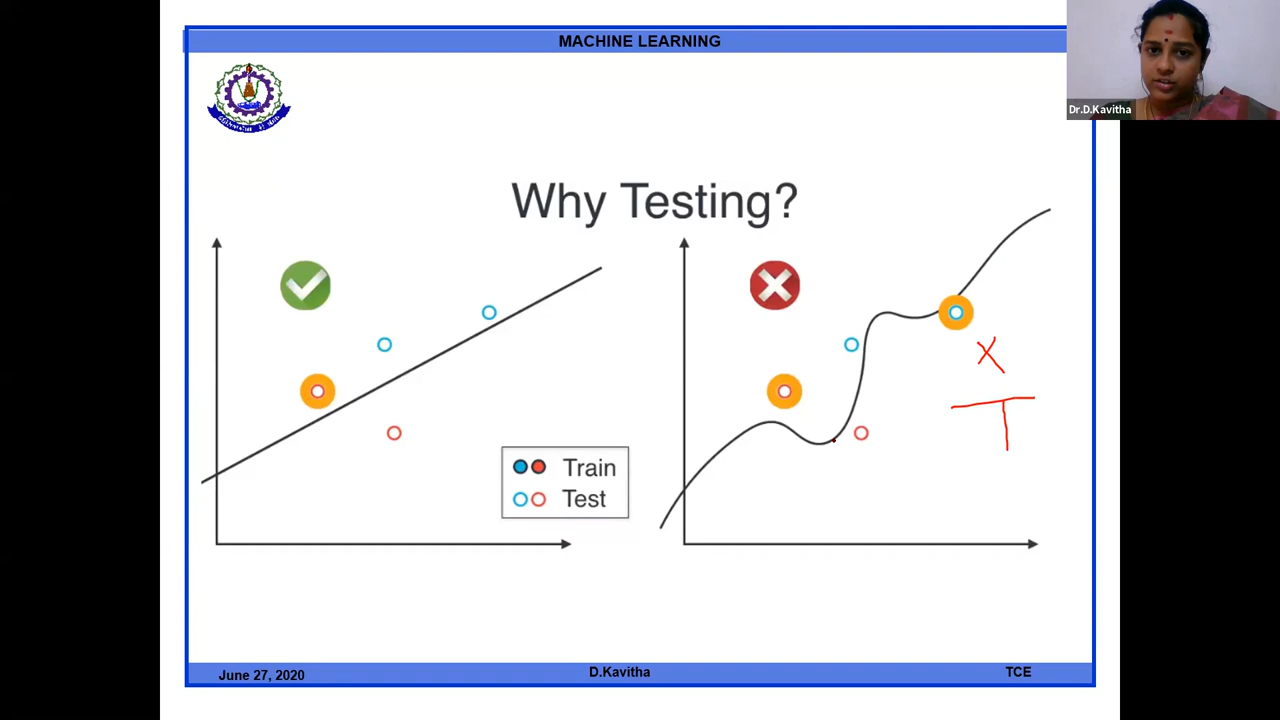 MACHINE LEARNING
Dr.D.Kavitha
Why Testing?
X
T
Train
Test
June 27, 2020
D.Kavitha
TCE